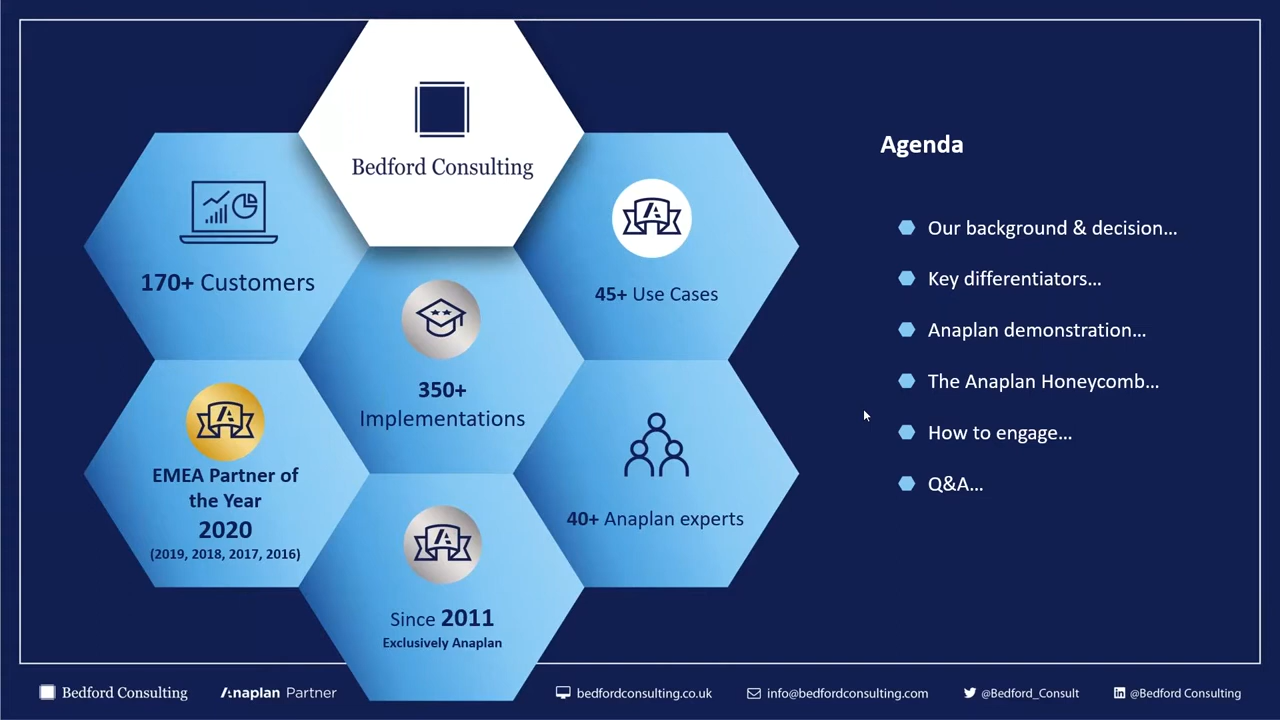 Bedford Consulting
170+ Customers
45+ Use Cases
350+
Implementations
EMEA Partner of
the Year
2020
(2019, 2018, 2017, 2016)
40+ Anaplan experts
Since 2011
Exclusively Anaplan
Agenda
Our background & decision...
Key differentiators...
Anaplan demonstration...
The Anaplan Honeycomb...
How to engage...
Q&A...
Bedford Consulting
Anaplan Partner
bedfordconsulting.co.uk
info@bedfordconsulting.com
@Bedford_Consult
@Bedford Consulting